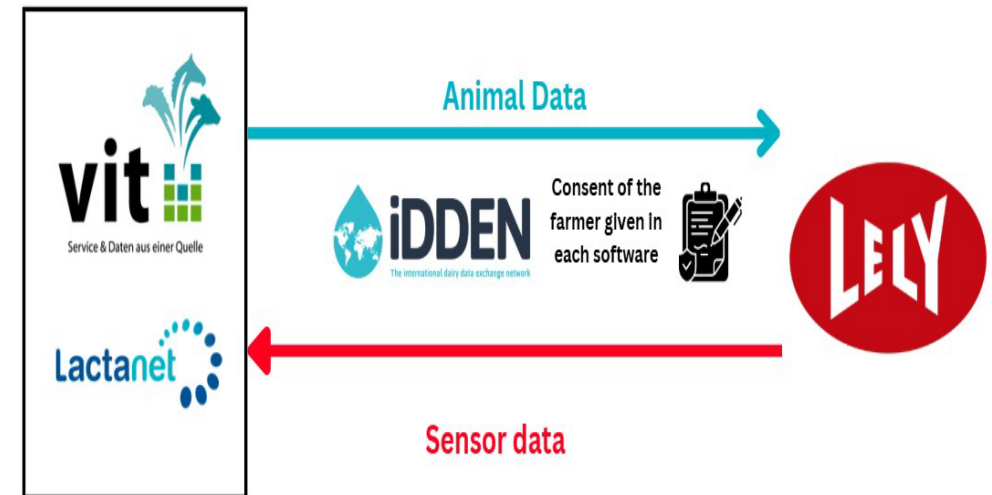 vit
Service & Daten aus einer Quelle
Lactanet
Animal Data
iDDEN
The international dairy data exchange network
Consent of the
farmer given in
each software
Sensor data
LELY